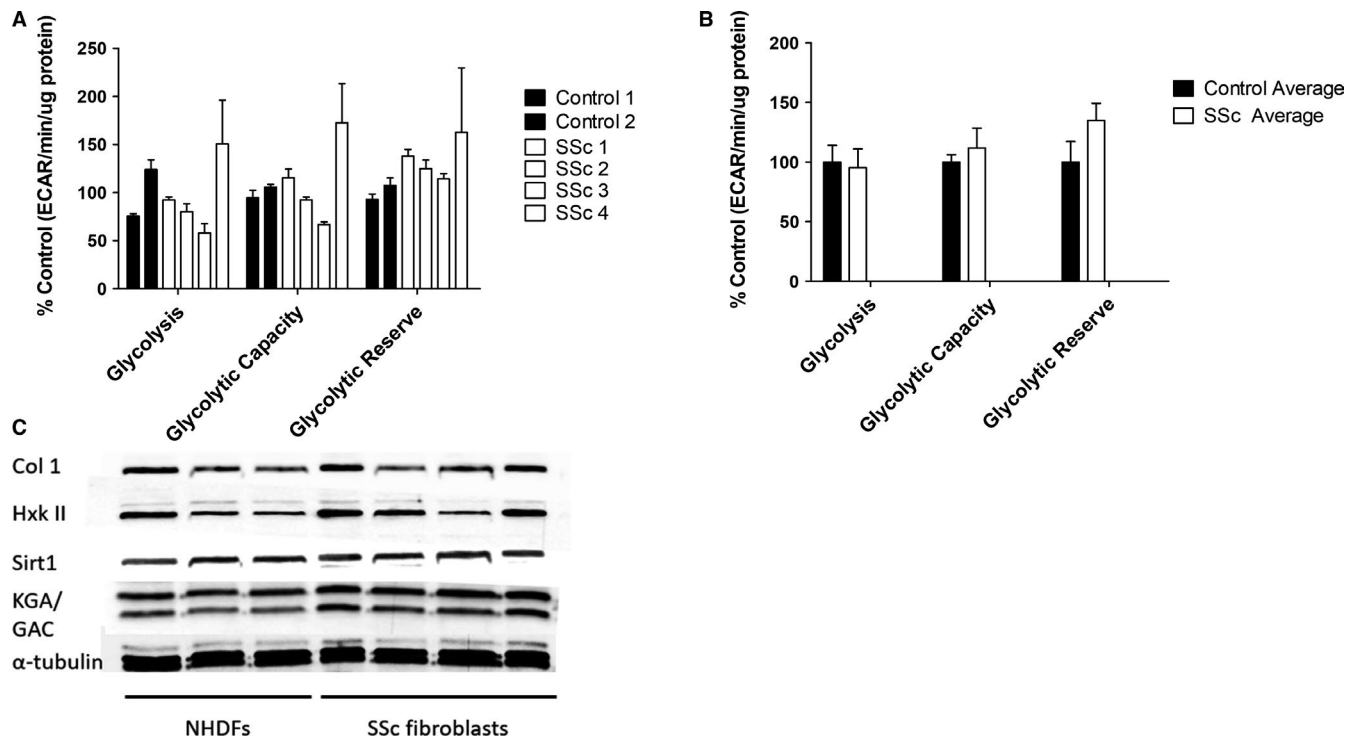 A
% Control (ECAR/min/ug protein)
250
200
150
100
50
0
Glycolysis
Glycolytic Capacity
Glycolytic Reserve
Control 1
Control 2
SSc 1
SSc 2
SSc 3
SSc 4
B
% Control (ECAR/min/ug protein)
200
150
100
50
0
Glycolysis
Glycolytic Capacity
Glycolytic Reserve
Control Average
SSc Average
C
Col 1
Hxk II
Sirt1
KGA/
GAC
α-tubulin
NHDFs
SSc fibroblasts